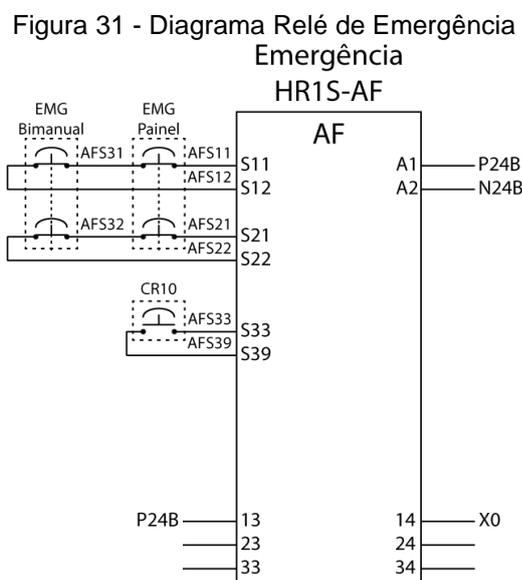 Figura 31 - Diagrama Relé de Emergência
Emergência
HR1S-AF
AF
EMG
Bimanual
EMG
Painel
AFS31
AFS11
S11
A1
P24B
AFS12
S12
A2
N24B
AFS32
AFS21
S21
AFS22
S22
CR10
AFS33
S33
AFS39
S39
P24B
13
14
X0
23
24
33
34